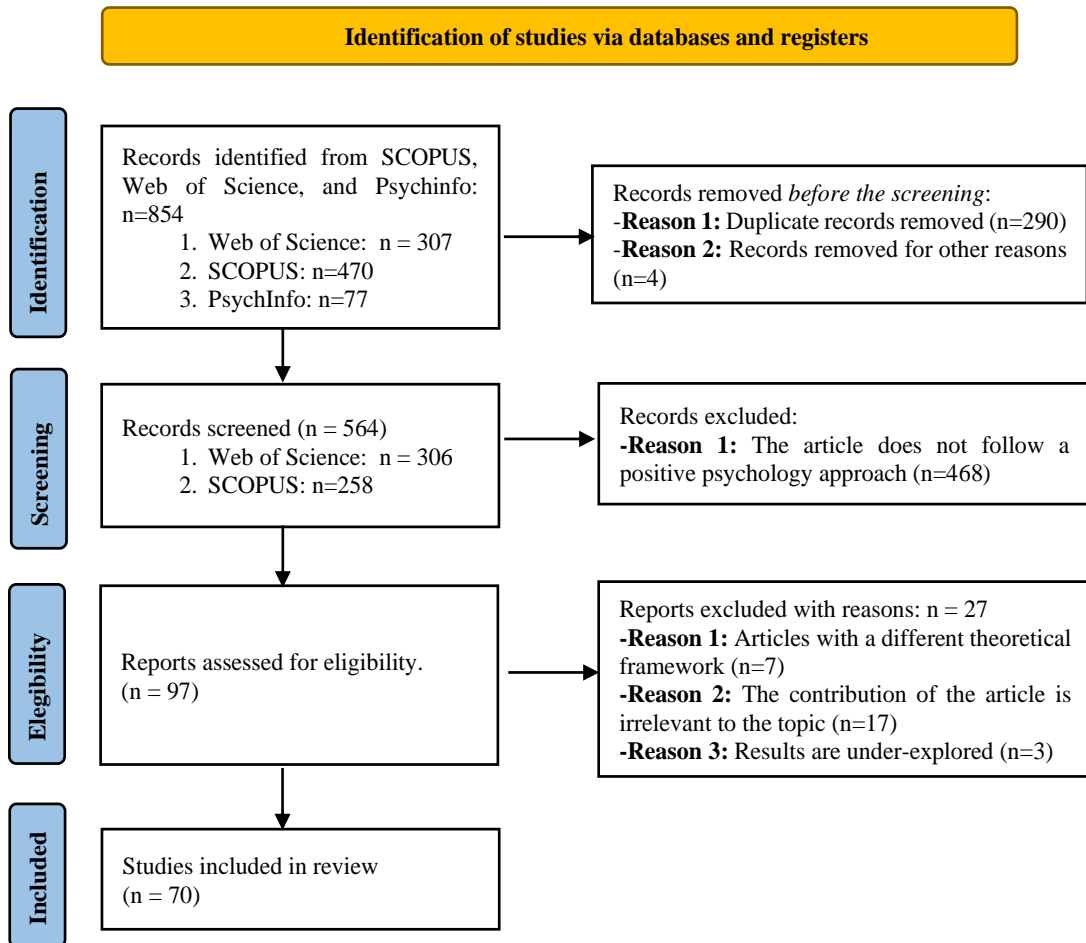 Identification of studies via databases and registers
Identification
Records identified from SCOPUS,
Web of Science, and Psychinfo:
n=854
1. Web of Science: n = 307
2. SCOPUS: n=470
3. PsychInfo: n=77
Records removed before the screening:
-Reason 1: Duplicate records removed (n=290)
-Reason 2: Records removed for other reasons
(n=4)
Screening
Records screened (n = 564)
1. Web of Science: n = 306
2. SCOPUS: n=258
Records excluded:
-Reason 1: The article does not follow a
positive psychology approach (n=468)
Elegibility
Reports assessed for eligibility.
(n = 97)
Reports excluded with reasons: n = 27
-Reason 1: Articles with a different theoretical
framework (n=7)
-Reason 2: The contribution of the article is
irrelevant to the topic (n=17)
-Reason 3: Results are under-explored (n=3)
Included
Studies included in review
(n = 70)